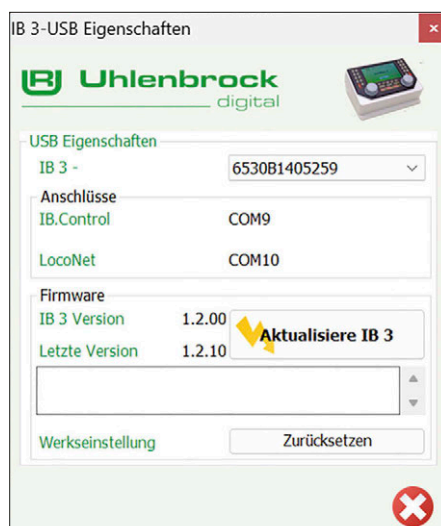 IB 3-USB Eigenschaften
Uhlenbrock
digital
USB Eigenschaften
IB 3 - 6530B1405259
Anschlüsse
IB.Control COM9
LocoNet COM10
Firmware
IB 3 Version 1.2.00
Aktualisiere IB 3
Letzte Version 1.2.10
Werkseinstellung Zurücksetzen